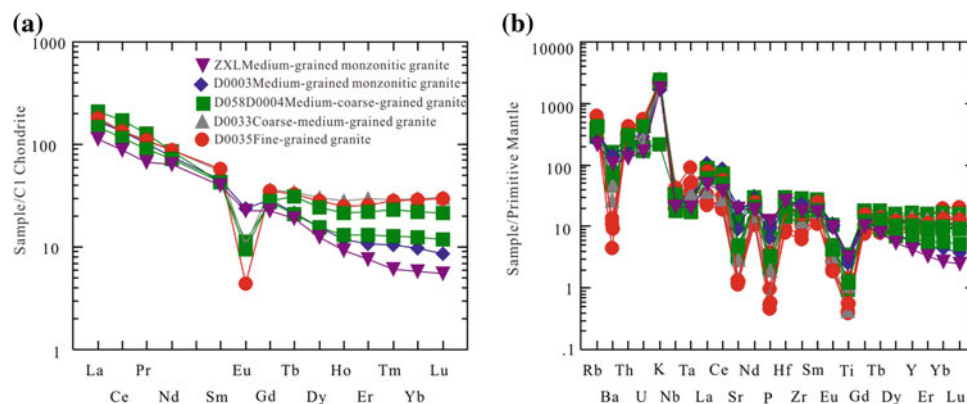 (a)
Sample/C1 Chondrite
1000
100
10
1
ZXLMedium-grained monzonitic granite
D0003Medium-grained monzonitic granite
D058D0004Medium-coarse-grained granite
D0033Coarse-medium-grained granite
D0035Fine-grained granite
La Pr Eu Tb Ho Tm Lu
Ce Nd Sm Gd Dy Er Yb
(b)
Sample/Primitive Mantle
10000
1000
100
10
1
.1
Rb Th K Ta Ce Nd Hf Sm Ti Tb Y Yb
Ba U Nb La Sr P Zr Eu Gd Dy Er Lu